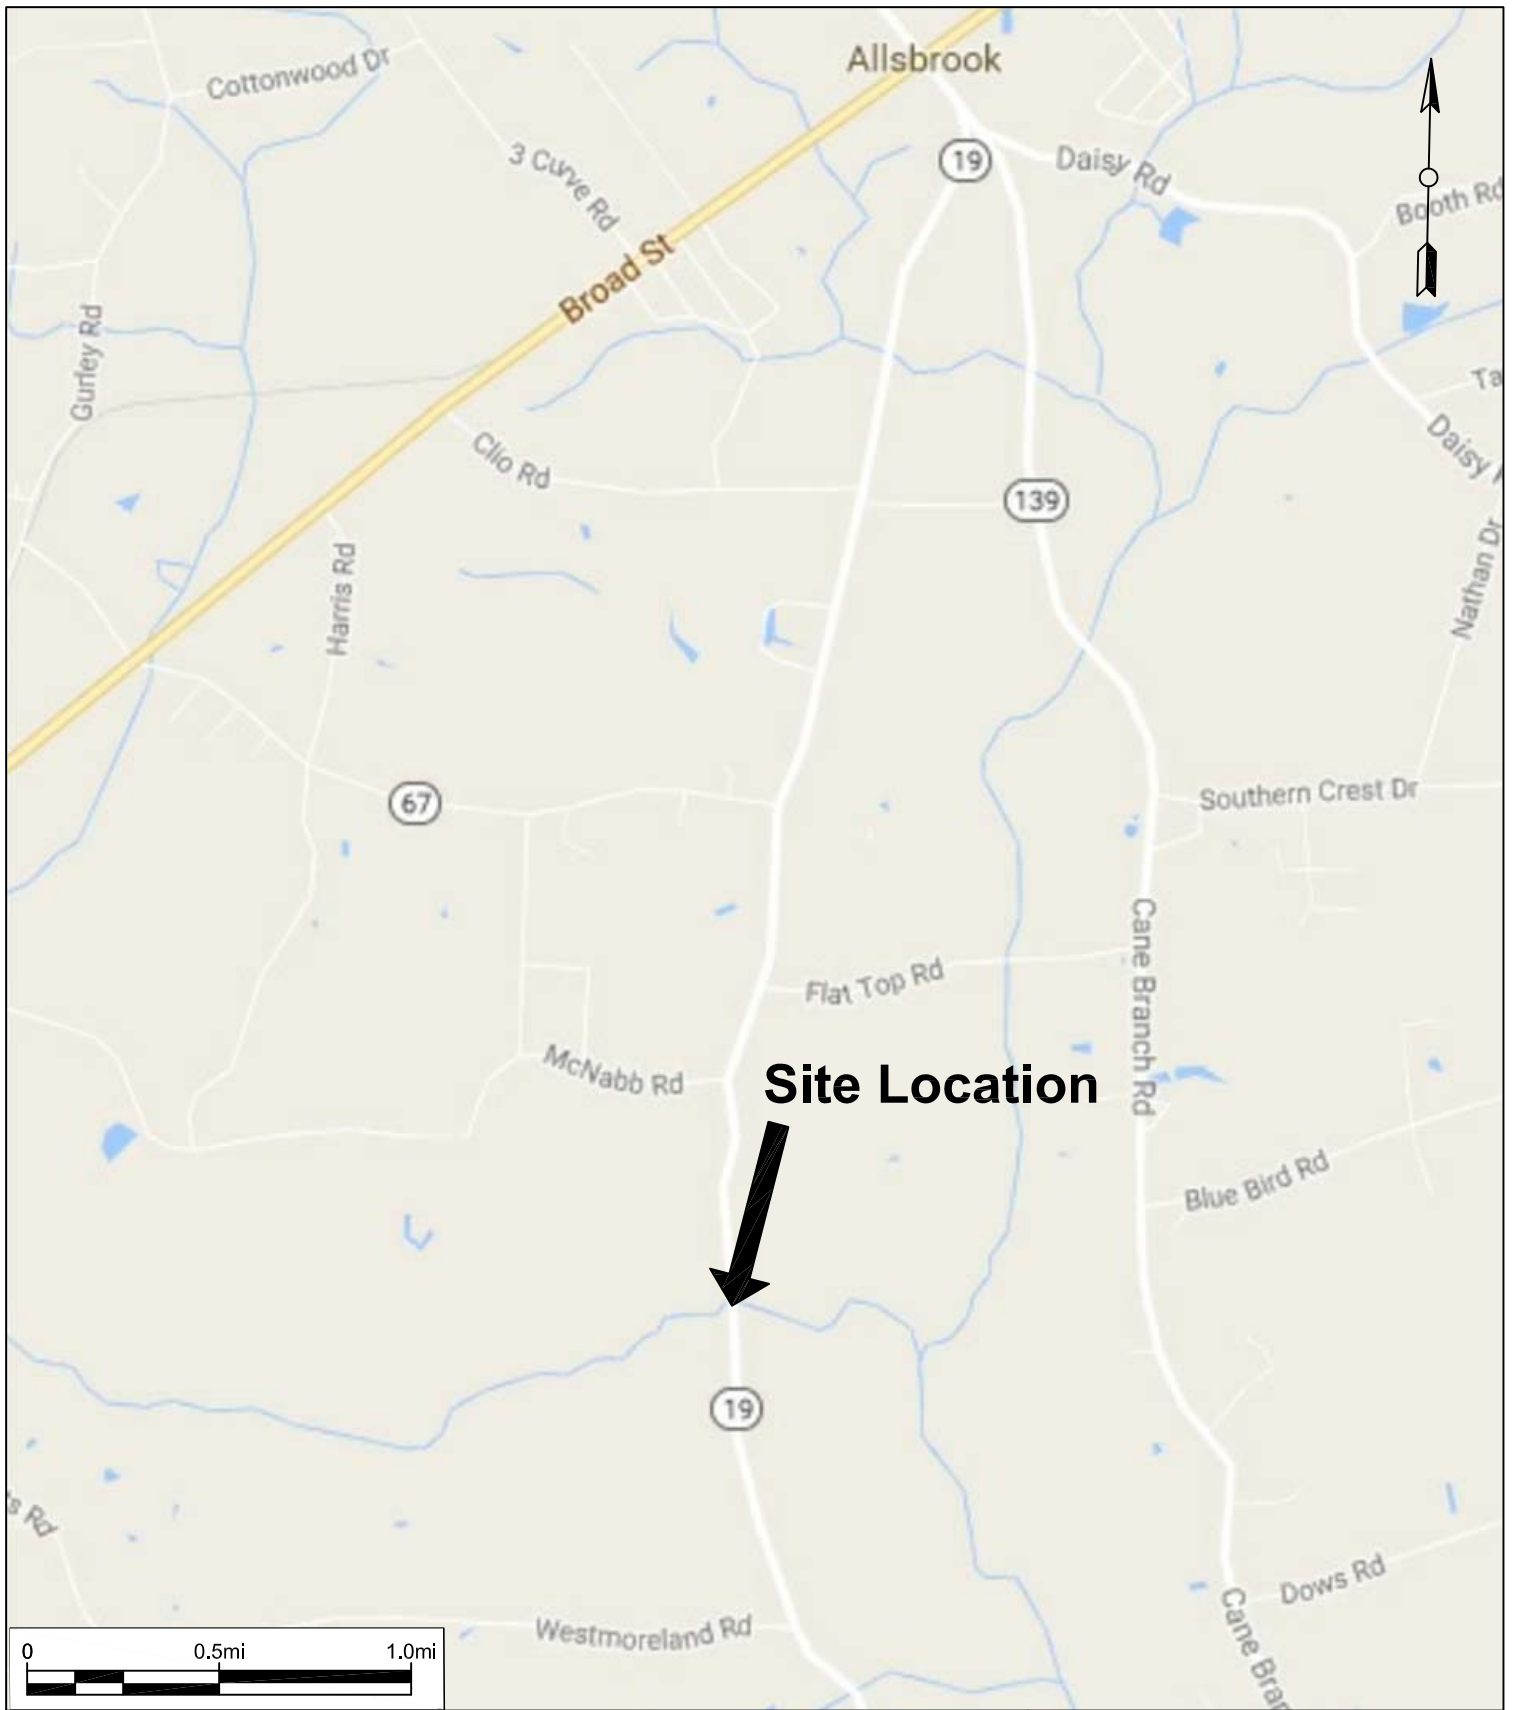 Allsbrook
Cottonwood Dr
3 Curve Rd
19
Daisy Rd
Booth Rd
Broad St
Gurley Rd
Ta
Daisy
Clio Rd
139
Nathan Dr
Harris Rd
67
Southern Crest Dr
Cane Branch Rd
Flat Top Rd
McNabb Rd
Site Location
Blue Bird Rd
19
s Rd
Dows Rd
Westmoreland Rd
Cane Bran
0 0.5mi 1.0mi